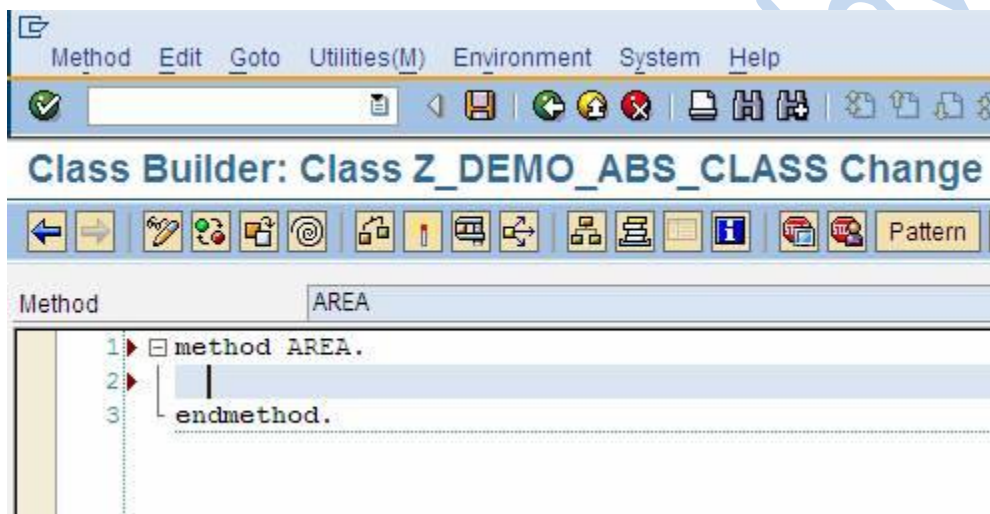 Method Edit Goto Utilities(M) Environment System Help
Class Builder: Class Z_DEMO_ABS_CLASS Change
Pattern
Method AREA
1 method AREA.
2
3 endmethod.